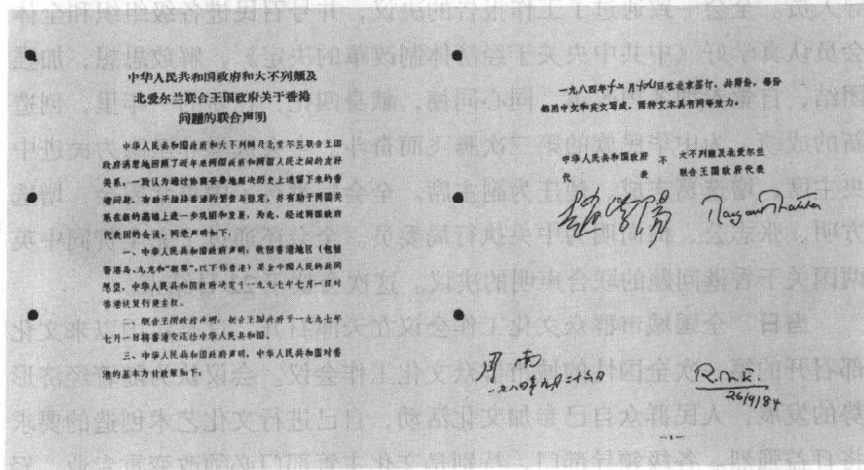 中华人民共和国政府和大不列颠及
北爱尔兰联合王国政府关于香港
问题的联合声明
中华人民共和国政府和大不列颠及北爱尔兰联合王国
政府满意地回顾了近年来两国政府和两国人民之间的友好
关系,一致认为通过协商妥善地解决历史上遗留下来的香
港问题,有助于维持香港的繁荣与稳定,并有助于两国关
系在新的基础上进一步巩固和发展,为此,经过两国政府
代表团的会谈,同意声明如下:
一、中华人民共和国政府声明:收回香港地区(包括
香港岛、九龙和“新界”,以下称香港)是全中国人民的共同
愿望,中华人民共和国政府决定于一九九七年七月一日对
香港恢复行使主权。
二、联合王国政府声明:联合王国政府于一九九七年
七月一日将香港交还给中华人民共和国。
三、中华人民共和国政府声明,中华人民共和国对香
港的基本方针政策如下:
一九八四年十二月十九日在北京签订,共两份,每份
都用中文和英文写成,两种文本具有同等效力。
中华人民共和国政府 大不列颠及北爱尔兰
代表 联合王国政府代表
赵紫阳 Margaret Thatcher
周南
一九八四年九月二十六日
26/9/84